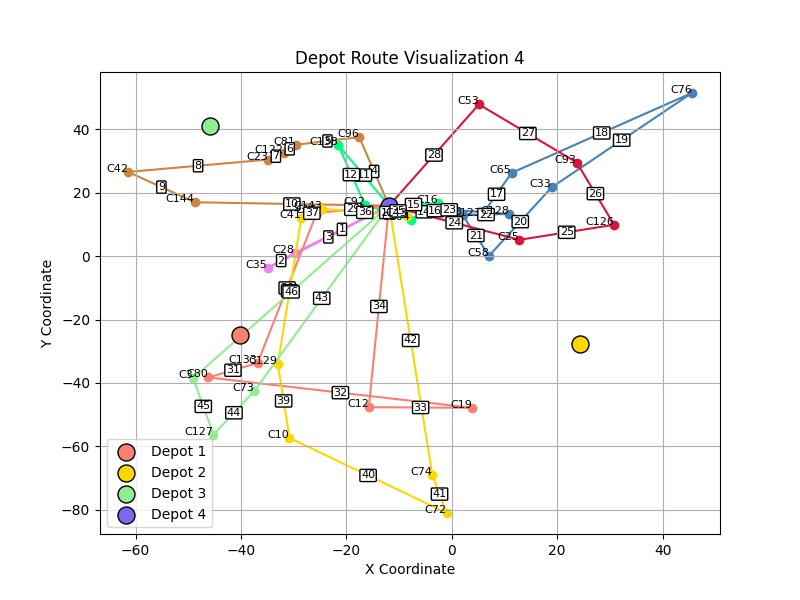 Depot Route Visualization 4
Y Coordinate
40
20
0
−20
−40
−60
−80
C76
C53
27
18
19
C96
C81
6
7
28
C93
C42
8
C23
12
11
C65
9
17
C33
26
C144
10
C143
C92
C16
15
16
23
37
36
C41
22
24
20
C126
1
3
21
C25
25
C28
2
C35
C58
46
43
34
42
C133
C129
31
C80
C73
32
45
44
39
C12
33
C19
C127
C10
40
C74
41
C72
Depot 1
Depot 2
Depot 3
Depot 4
−60
−40
−20
0
20
40
X Coordinate